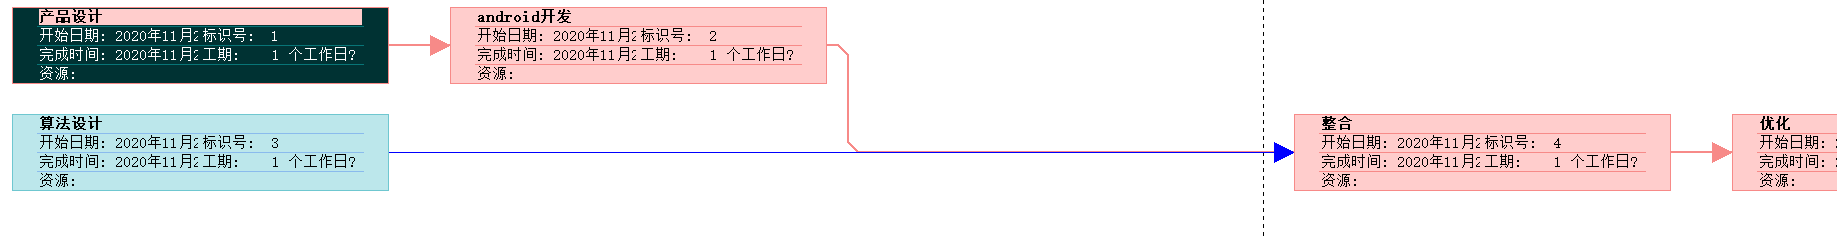 产品设计
开始日期: 2020年11月2 标识号: 1
完成时间: 2020年11月2 工期: 1 个工作日?
资源:
android开发
开始日期: 2020年11月2 标识号: 2
完成时间: 2020年11月2 工期: 1 个工作日?
资源:
算法设计
开始日期: 2020年11月2 标识号: 3
完成时间: 2020年11月2 工期: 1 个工作日?
资源:
整合
开始日期: 2020年11月2 标识号: 4
完成时间: 2020年11月2 工期: 1 个工作日?
资源:
优化
开始日期:
完成时间:
资源: